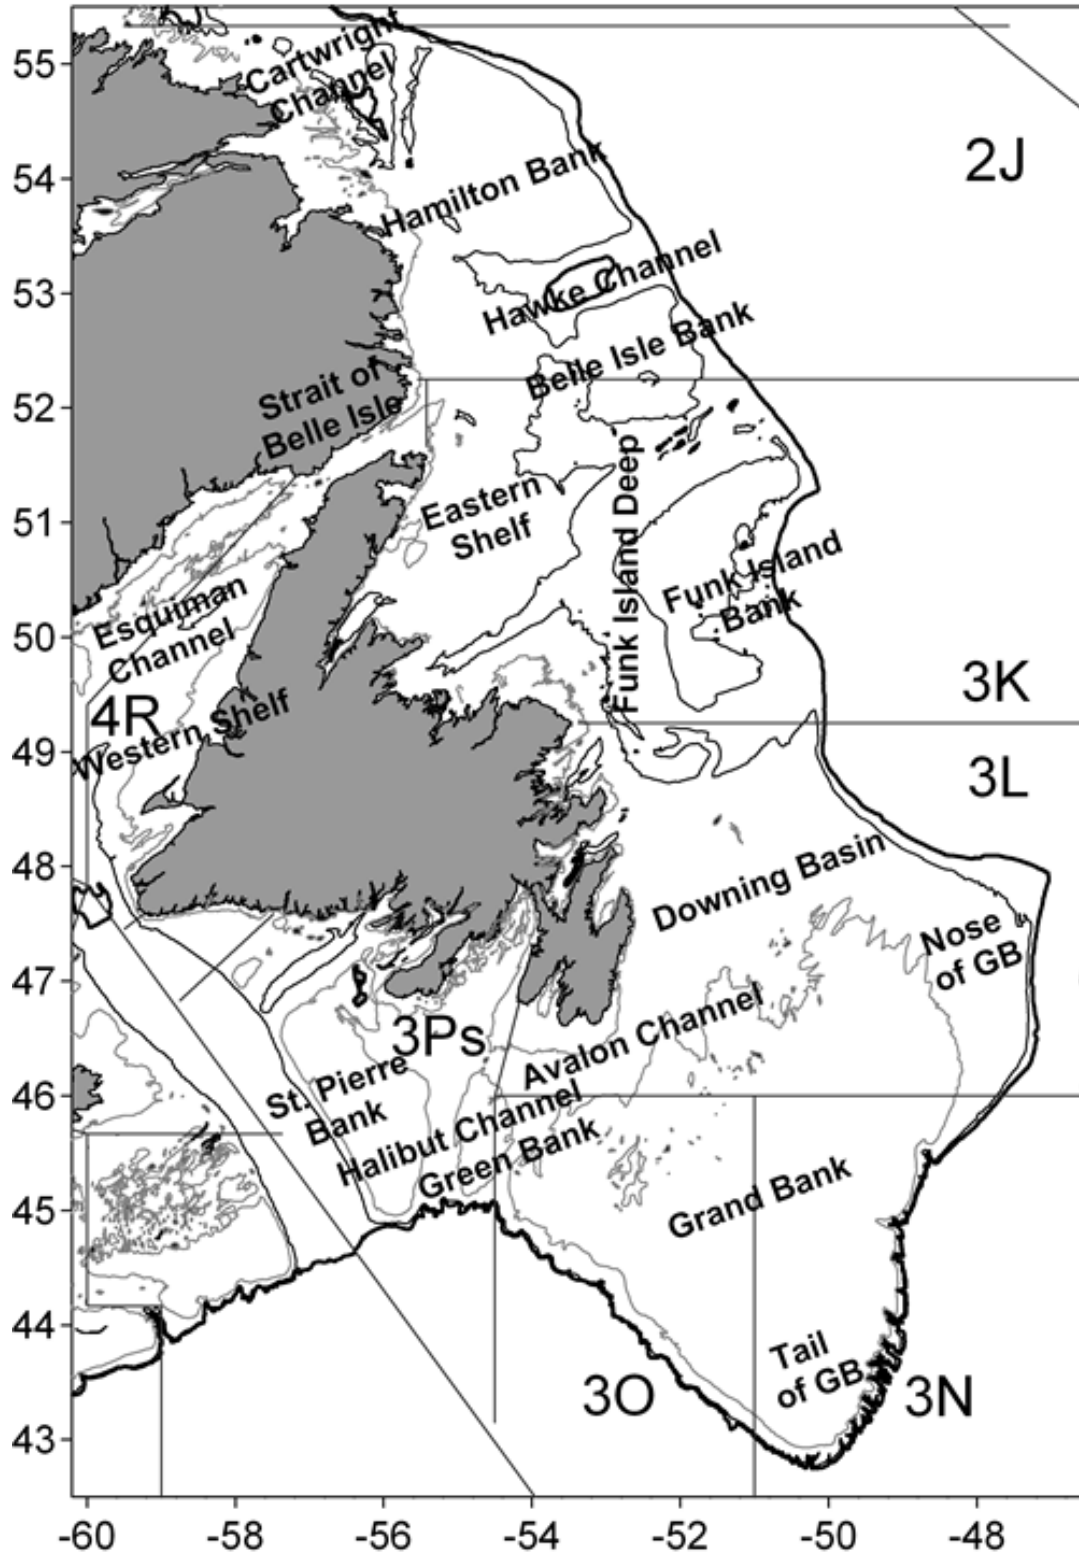 55
Cartwright
Channel
54
2J
Hamilton Bank
53
Hawke Channel
Belle Isle Bank
52
Strait of
Belle Isle
51
Eastern
Shelf
Funk Island Deep
Funk Island
Bank
50
Esquiman
Channel
3K
4R
Western Shelf
49
3L
48
Downing Basin
Nose
of GB
47
3Ps
Avalon Channel
46
St. Pierre
Bank
Halibut Channel
Green Bank
45
Grand Bank
44
Tail
of GB
3O
3N
43
-60 -58 -56 -54 -52 -50 -48